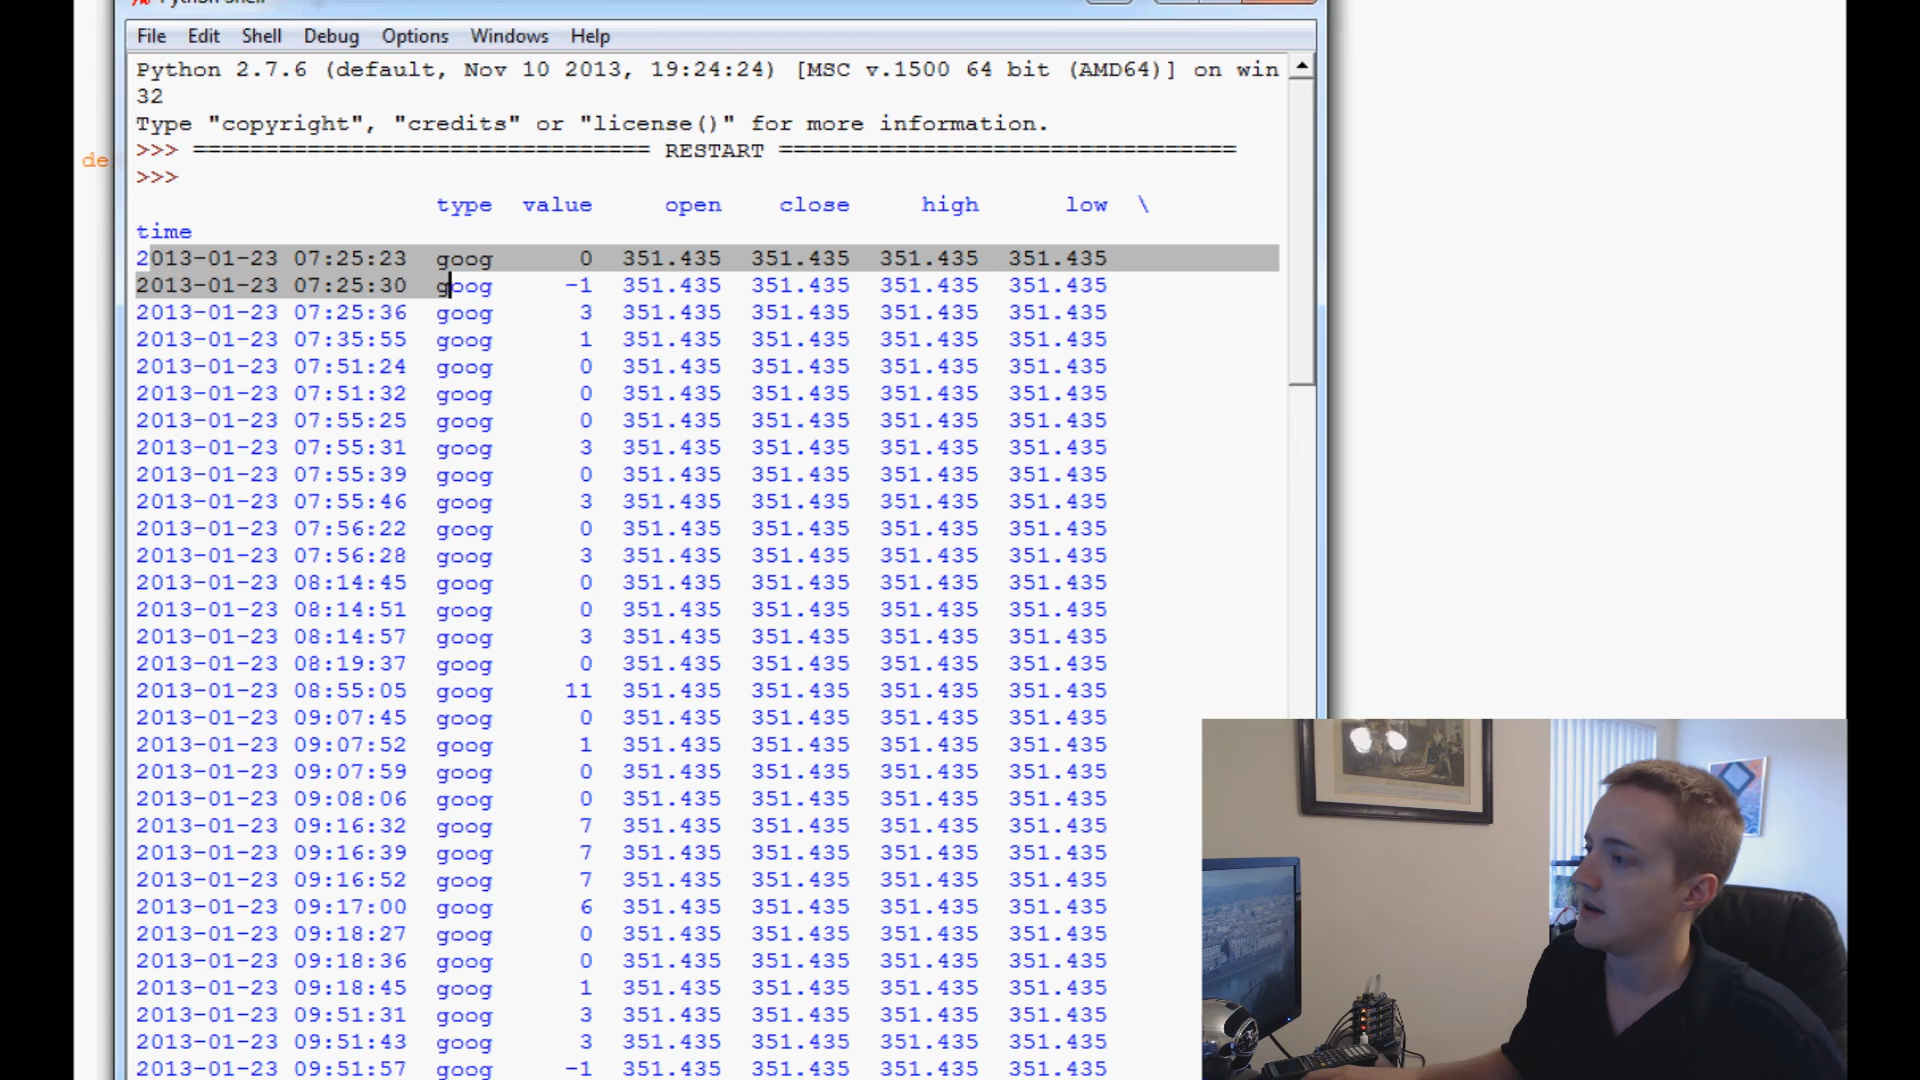 Python Shell
File Edit Shell Debug Options Windows Help
Python 2.7.6 (default, Nov 10 2013, 19:24:24) [MSC v.1500 64 bit (AMD64)] on win
32
Type "copyright", "credits" or "license()" for more information.
>>> ================================ RESTART ================================
>>>
de
type value open close high low \
time
2013-01-23 07:25:23 goog 0 351.435 351.435 351.435 351.435
2013-01-23 07:25:30 goog -1 351.435 351.435 351.435 351.435
2013-01-23 07:25:36 goog 3 351.435 351.435 351.435 351.435
2013-01-23 07:35:55 goog 1 351.435 351.435 351.435 351.435
2013-01-23 07:51:24 goog 0 351.435 351.435 351.435 351.435
2013-01-23 07:51:32 goog 0 351.435 351.435 351.435 351.435
2013-01-23 07:55:25 goog 0 351.435 351.435 351.435 351.435
2013-01-23 07:55:31 goog 3 351.435 351.435 351.435 351.435
2013-01-23 07:55:39 goog 0 351.435 351.435 351.435 351.435
2013-01-23 07:55:46 goog 3 351.435 351.435 351.435 351.435
2013-01-23 07:56:22 goog 0 351.435 351.435 351.435 351.435
2013-01-23 07:56:28 goog 3 351.435 351.435 351.435 351.435
2013-01-23 08:14:45 goog 0 351.435 351.435 351.435 351.435
2013-01-23 08:14:51 goog 0 351.435 351.435 351.435 351.435
2013-01-23 08:14:57 goog 3 351.435 351.435 351.435 351.435
2013-01-23 08:19:37 goog 0 351.435 351.435 351.435 351.435
2013-01-23 08:55:05 goog 11 351.435 351.435 351.435 351.435
2013-01-23 09:07:45 goog 0 351.435 351.435 351.435 351.435
2013-01-23 09:07:52 goog 1 351.435 351.435 351.435 351.435
2013-01-23 09:07:59 goog 0 351.435 351.435 351.435 351.435
2013-01-23 09:08:06 goog 0 351.435 351.435 351.435 351.435
2013-01-23 09:16:32 goog 7 351.435 351.435 351.435 351.435
2013-01-23 09:16:39 goog 7 351.435 351.435 351.435 351.435
2013-01-23 09:16:52 goog 7 351.435 351.435 351.435 351.435
2013-01-23 09:17:00 goog 6 351.435 351.435 351.435 351.435
2013-01-23 09:18:27 goog 0 351.435 351.435 351.435 351.435
2013-01-23 09:18:36 goog 0 351.435 351.435 351.435 351.435
2013-01-23 09:18:45 goog 1 351.435 351.435 351.435 351.435
2013-01-23 09:51:31 goog 3 351.435 351.435 351.435 351.435
2013-01-23 09:51:43 goog 3 351.435 351.435 351.435 351.435
2013-01-23 09:51:57 goog -1 351.435 351.435 351.435 351.435